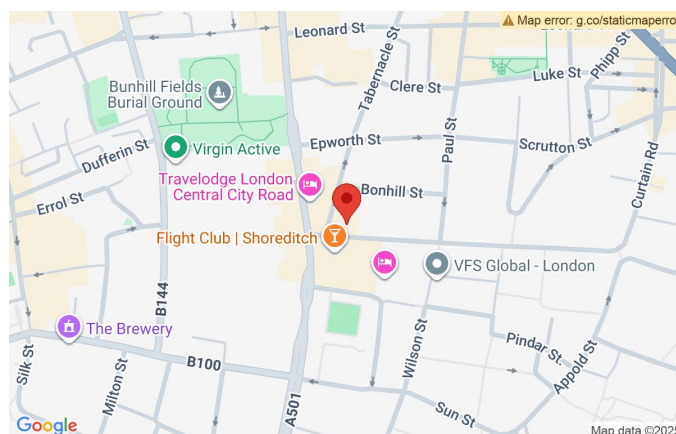 Leonard St
Map error: g.co/staticmaperro
Luke St
Phipp St
Clere St
Tabernacle St
Bunhill Fields
Burial Ground
Paul St
Epworth St
Scrutton St
Dufferin St
Virgin Active
Curtain Rd
Travelodge London
Central City Road
Bonhill St
Errol St
Flight Club | Shoreditch
VFS Global - London
B144
The Brewery
Pindar St.
Wilson St
B100
Appold St
Silk St
Milton St
A501
Sun St
Google
Map data ©2025